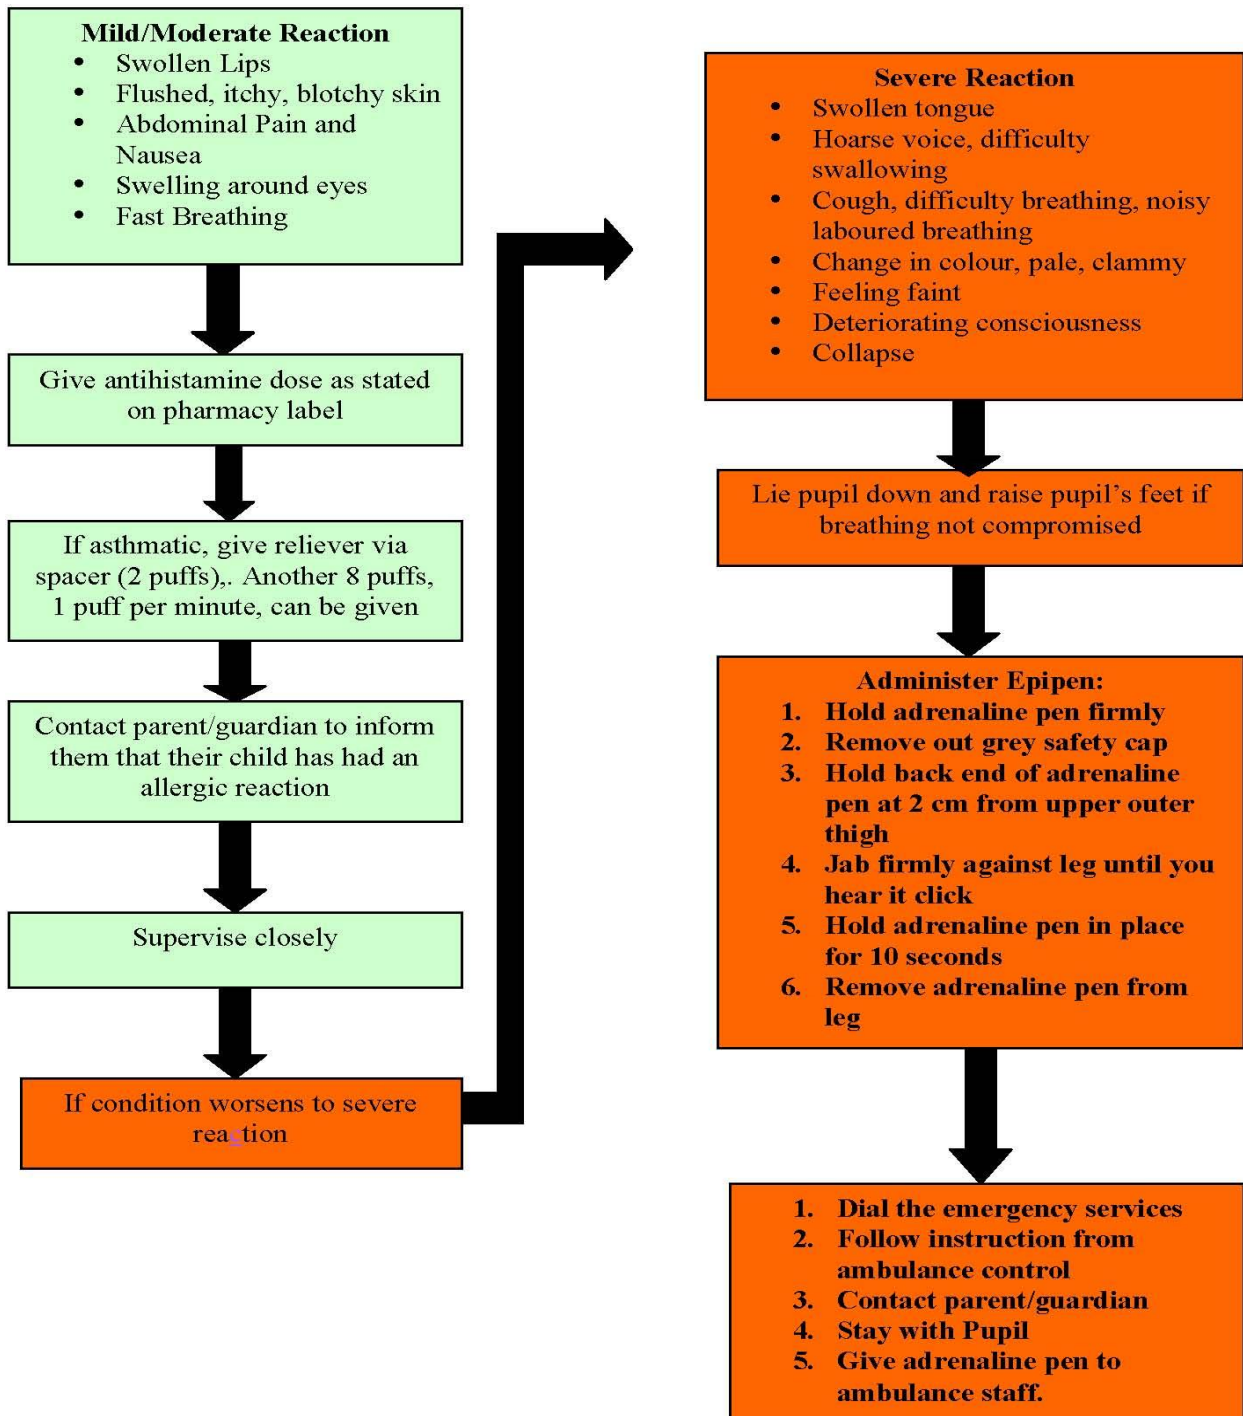 Mild/Moderate Reaction
• Swollen Lips
• Flushed, itchy, blotchy skin
• Abdominal Pain and
Nausea
• Swelling around eyes
• Fast Breathing
Give antihistamine dose as stated
on pharmacy label
If asthmatic, give reliever via
spacer (2 puffs),. Another 8 puffs,
1 puff per minute, can be given
Contact parent/guardian to inform
them that their child has had an
allergic reaction
Supervise closely
If condition worsens to severe
reaction
Severe Reaction
• Swollen tongue
• Hoarse voice, difficulty
swallowing
• Cough, difficulty breathing, noisy
laboured breathing
• Change in colour, pale, clammy
• Feeling faint
• Deteriorating consciousness
• Collapse
Lie pupil down and raise pupil’s feet if
breathing not compromised
Administer Epipen:
1. Hold adrenaline pen firmly
2. Remove out grey safety cap
3. Hold back end of adrenaline
pen at 2 cm from upper outer
thigh
4. Jab firmly against leg until you
hear it click
5. Hold adrenaline pen in place
for 10 seconds
6. Remove adrenaline pen from
leg
1. Dial the emergency services
2. Follow instruction from
ambulance control
3. Contact parent/guardian
4. Stay with Pupil
5. Give adrenaline pen to
ambulance staff.